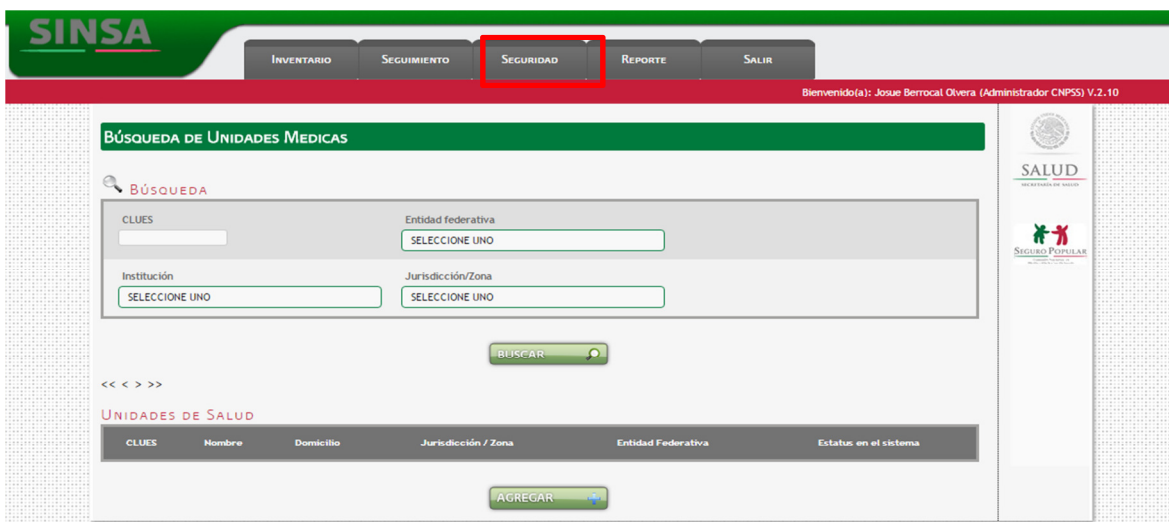 SINSA
INVENTARIO SEGUIMIENTO SEGURIDAD REPORTE SALIR
Bienvenido(a): Josue Berrocal Olvera (Administrador CNPSS) V.2.10
BÚSQUEDA DE UNIDADES MEDICAS
SALUD
SECRETARÍA DE SALUD
BÚSQUEDA
CLUES Entidad federativa
SELECCIONE UNO
SEGURO POPULAR
Institución Jurisdicción/Zona
SELECCIONE UNO SELECCIONE UNO
BUSCAR
<< < > >>
UNIDADES DE SALUD
CLUES Nombre Domicilio Jurisdicción / Zona Entidad Federativa Estatus en el sistema
AGREGAR